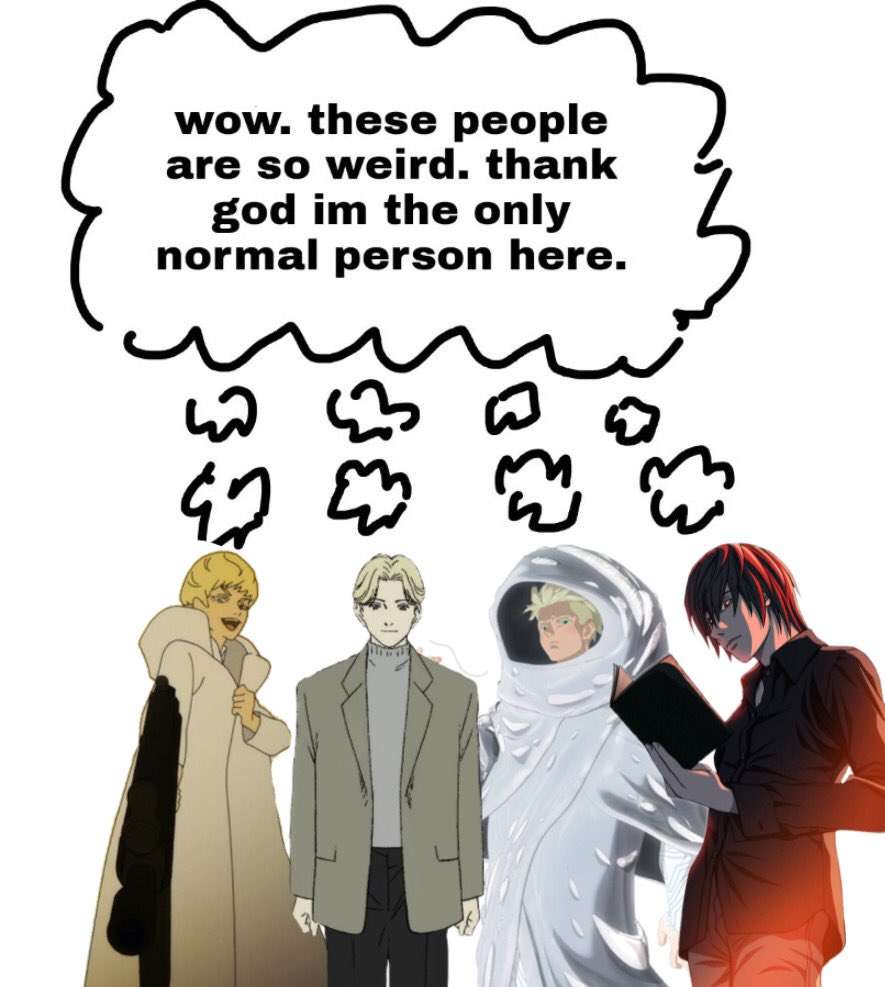 wow. these people
are so weird. thank
god im the only
normal person here.